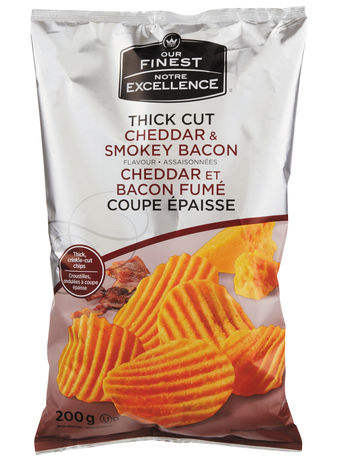 OUR
FINEST
NOTRE
EXCELLENCE
THICK CUT
CHEDDAR &
SMOKEY BACON
FLAVOUR • ASSAISONNÉES
CHEDDAR ET
BACON FUMÉ
COUPE ÉPAISSE
Thick,
crinkle-cut
chips
Croustilles,
ondulées à coupe
épaisse
200 g